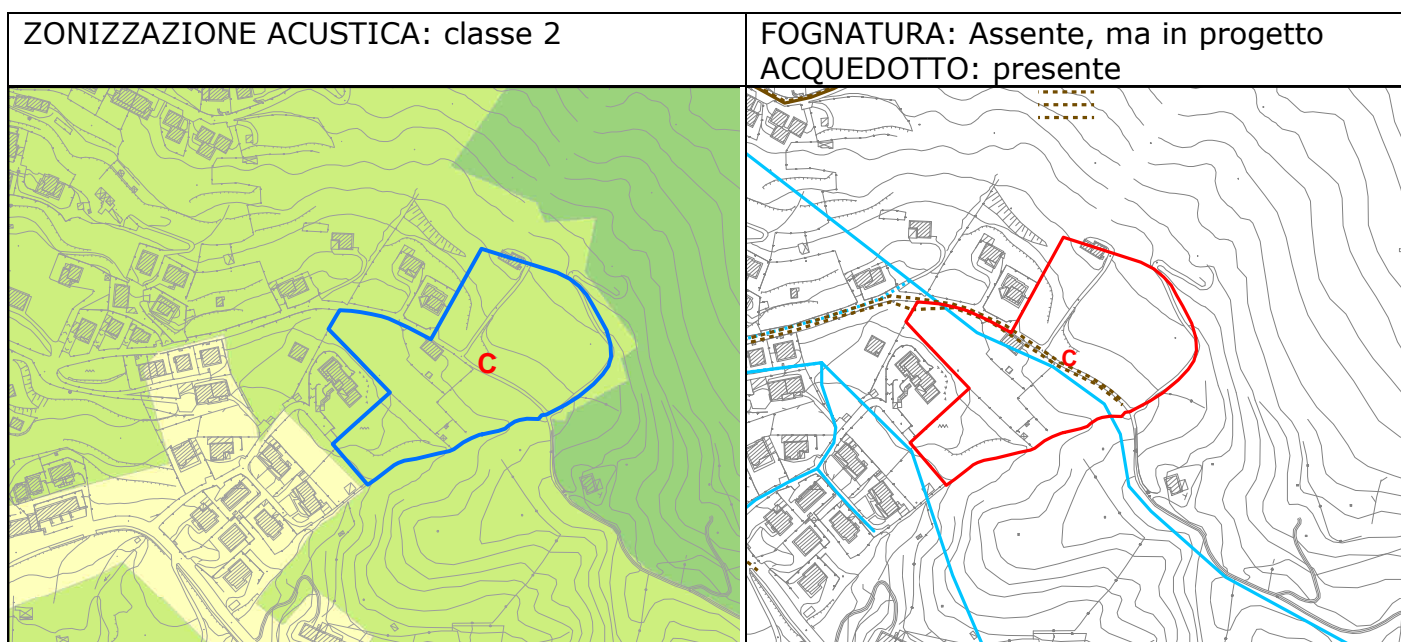 ZONIZZAZIONE ACUSTICA: classe 2
FOGNATURA: Assente, ma in progetto
ACQUEDOTTO: presente
C
C